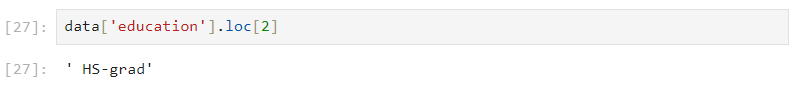 [27]: data['education'].loc[2]
[27]: ' HS-grad'